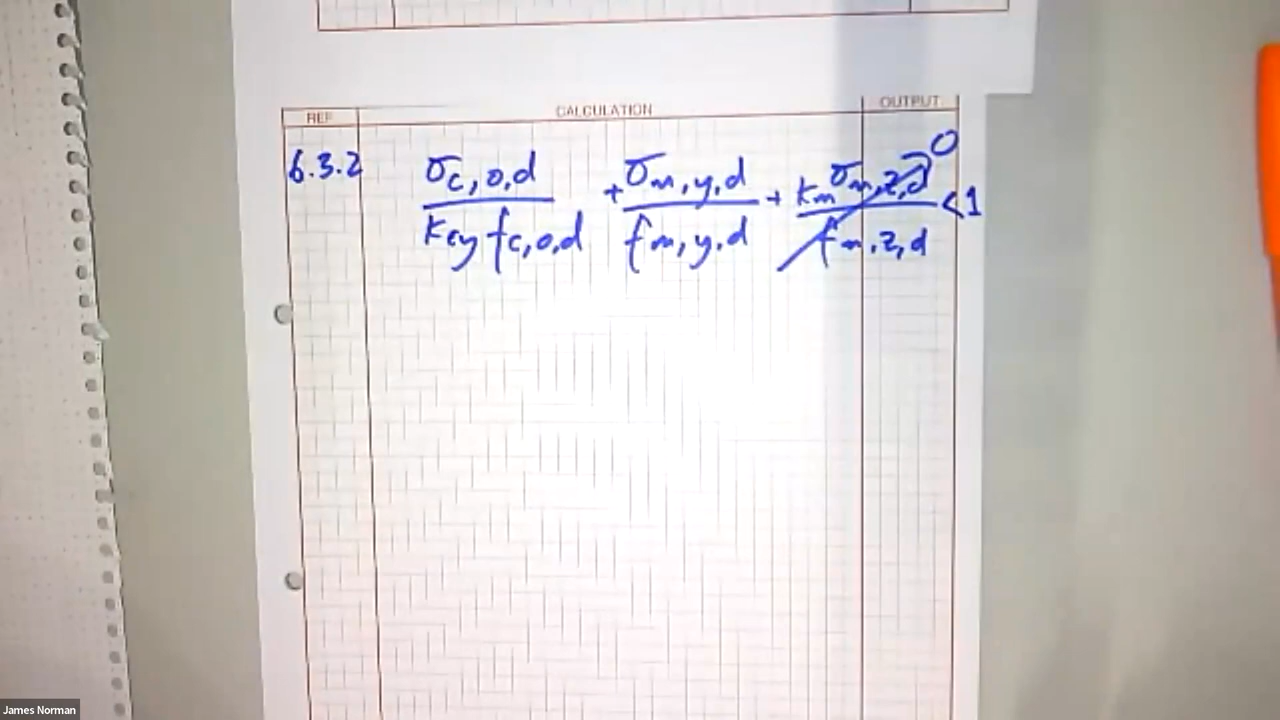 REF CALCULATION OUTPUT
6.3.2 σc,0,d / kcy fc,0,d + σm,y,d / fm,y,d + km σm,z,d / fm,z,d → 0 < 1
James Norman